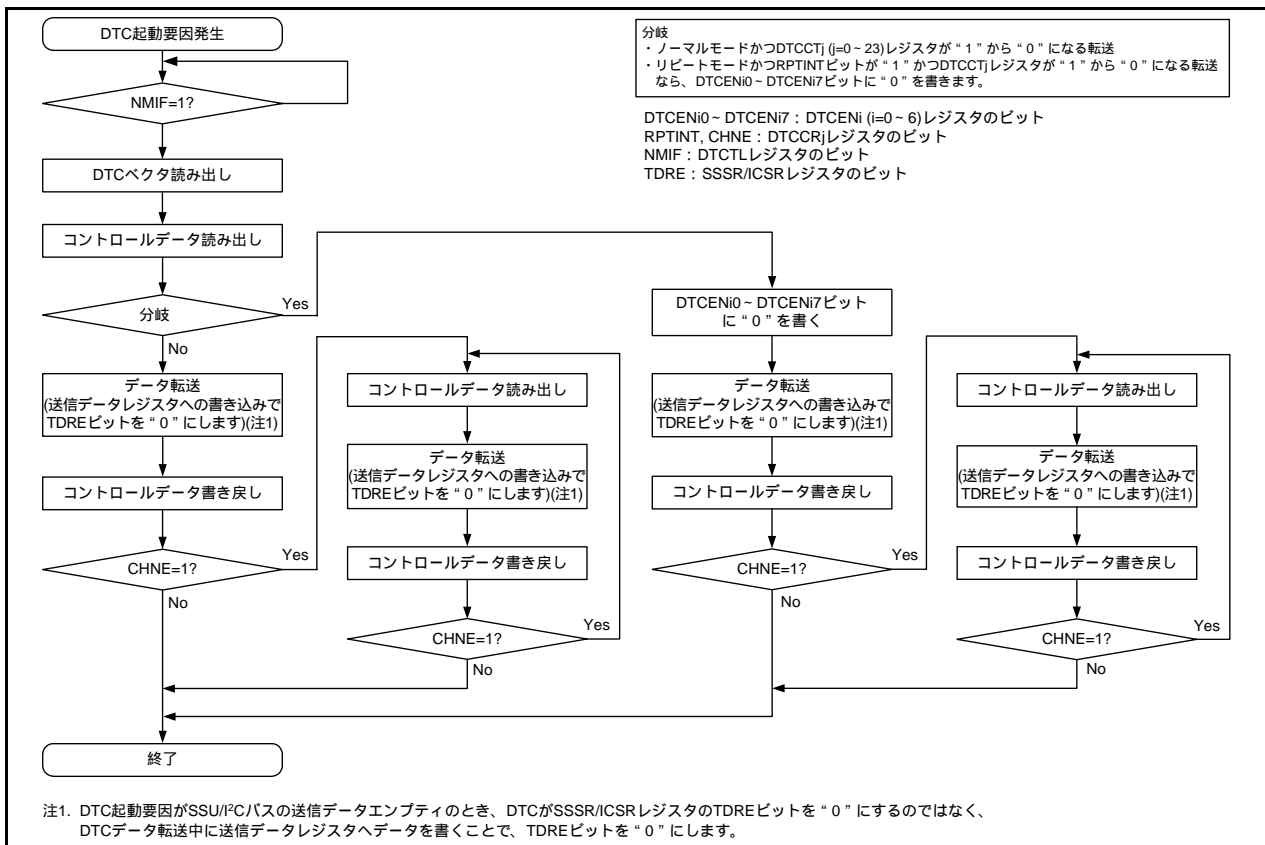 DTC起動要因発生
NMIF=1?
DTCベクタ読み出し
コントロールデータ読み出し
分岐
Yes
No
データ転送
(送信データレジスタへの書き込みで
TDREビットを“0”にします)(注1)
コントロールデータ書き戻し
CHNE=1?
Yes
No
コントロールデータ読み出し
データ転送
(送信データレジスタへの書き込みで
TDREビットを“0”にします)(注1)
コントロールデータ書き戻し
CHNE=1?
Yes
No
終了
分岐
・ノーマルモードかつDTCCTj (j=0~23)レジスタが“1”から“0”になる転送
・リピートモードかつRPTINTビットが“1”かつDTCCTjレジスタが“1”から“0”になる転送
なら、DTCENi0~DTCENi7ビットに“0”を書きます。
DTCENi0~DTCENi7：DTCENi (i=0~6)レジスタのビット
RPTINT, CHNE：DTCCRjレジスタのビット
NMIF：DTCTLレジスタのビット
TDRE：SSSR/ICSRレジスタのビット
DTCENi0~DTCENi7ビット
に“0”を書く
データ転送
(送信データレジスタへの書き込みで
TDREビットを“0”にします)(注1)
コントロールデータ書き戻し
CHNE=1?
Yes
No
コントロールデータ読み出し
データ転送
(送信データレジスタへの書き込みで
TDREビットを“0”にします)(注1)
コントロールデータ書き戻し
CHNE=1?
Yes
No
注1. DTC起動要因がSSU/I²Cバスの送信データエンプティのとき、DTCがSSSR/ICSRレジスタのTDREビットを“0”にするのではなく、
DTCデータ転送中に送信データレジスタへデータを書くことで、TDREビットを“0”にします。